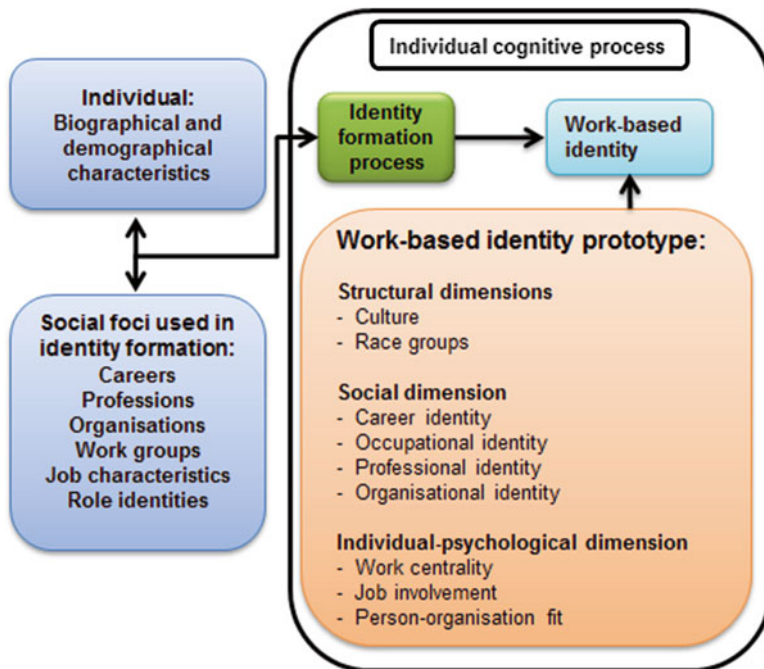 Individual cognitive process
Individual:
Biographical and
demographical
characteristics
Identity
formation
process
Work-based
identity
Social foci used in
identity formation:
Careers
Professions
Organisations
Work groups
Job characteristics
Role identities
Work-based identity prototype:
Structural dimensions
- Culture
- Race groups
Social dimension
- Career identity
- Occupational identity
- Professional identity
- Organisational identity
Individual-psychological dimension
- Work centrality
- Job involvement
- Person-organisation fit